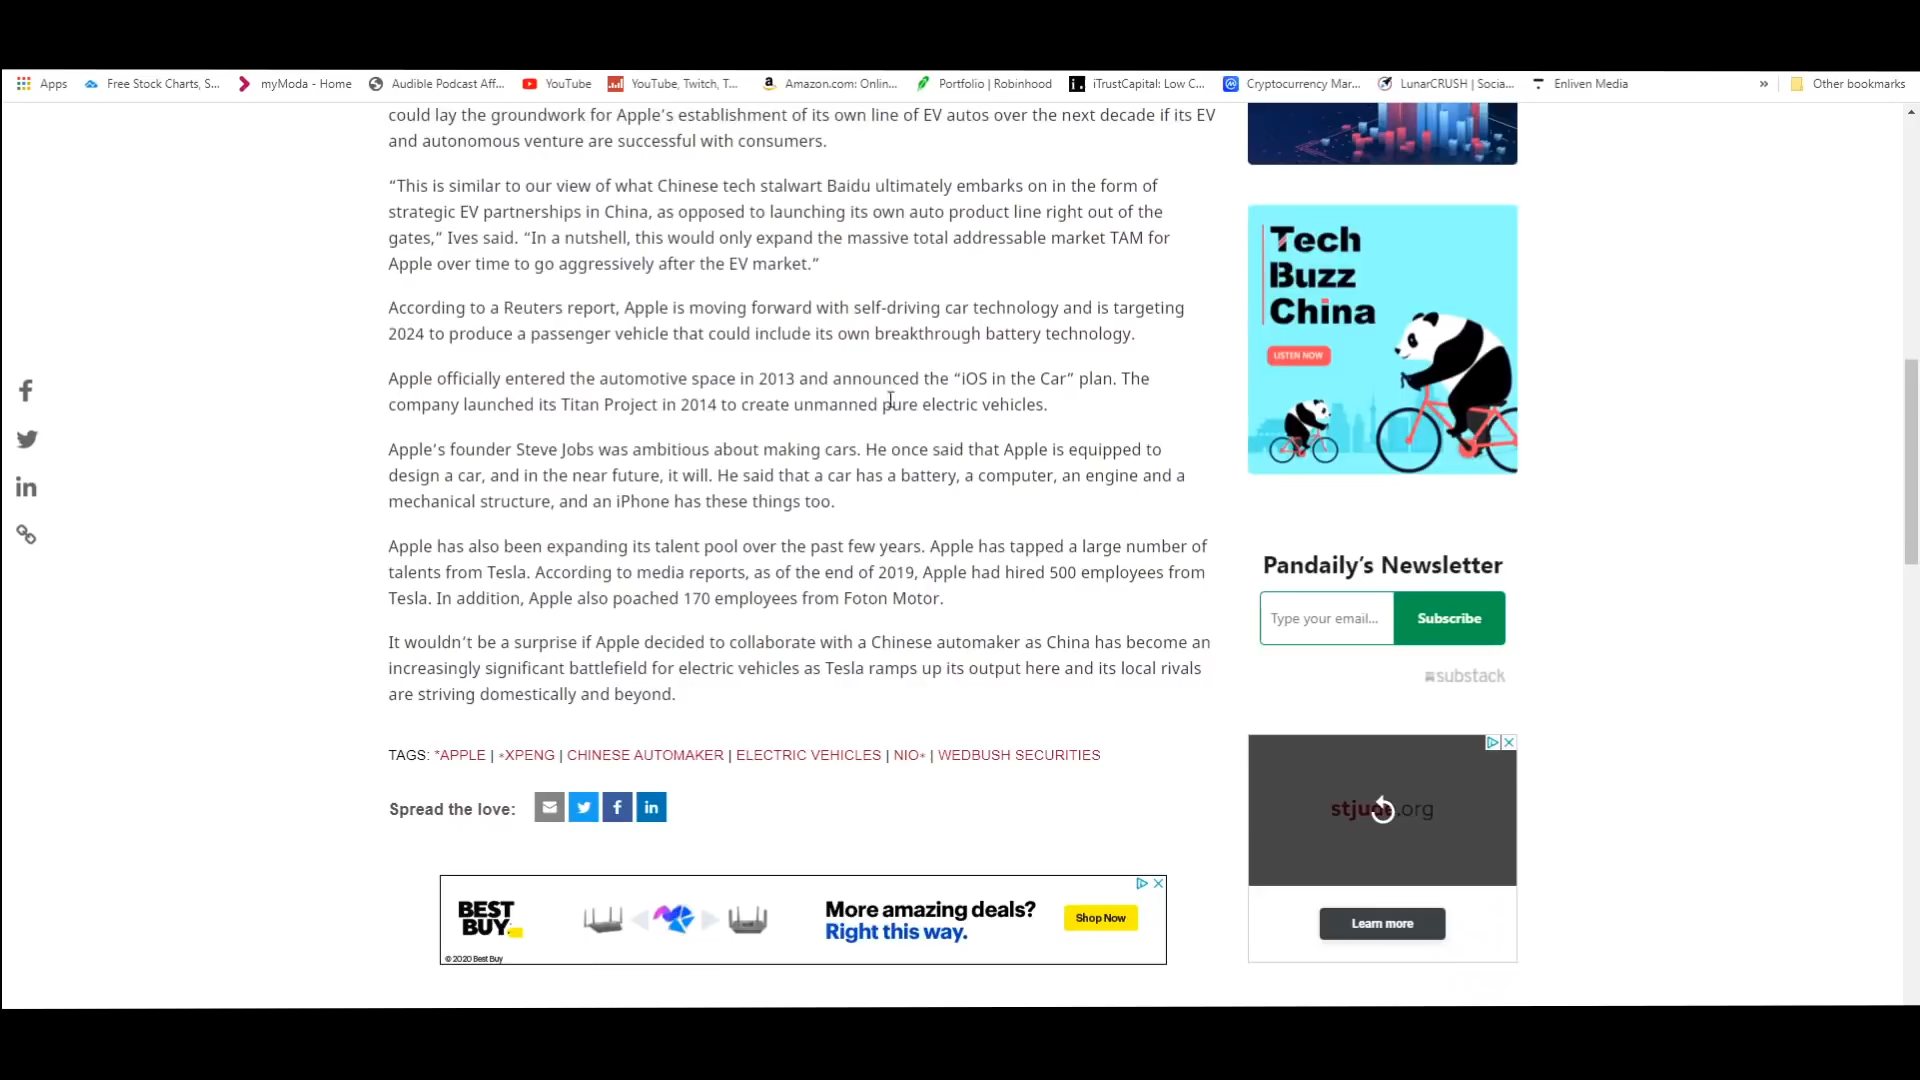 Apps Free Stock Charts, S... myModa - Home Audible Podcast Aff... YouTube YouTube, Twitch, T... Amazon.com: Onlin... Portfolio | Robinhood iTrustCapital: Low C... Cryptocurrency Mar... LunarCRUSH | Socia... Enliven Media » Other bookmarks
could lay the groundwork for Apple’s establishment of its own line of EV autos over the next decade if its EV
and autonomous venture are successful with consumers.
“This is similar to our view of what Chinese tech stalwart Baidu ultimately embarks on in the form of
strategic EV partnerships in China, as opposed to launching its own auto product line right out of the
gates,“ Ives said. “In a nutshell, this would only expand the massive total addressable market TAM for
Apple over time to go aggressively after the EV market.”
According to a Reuters report, Apple is moving forward with self-driving car technology and is targeting
2024 to produce a passenger vehicle that could include its own breakthrough battery technology.
Apple officially entered the automotive space in 2013 and announced the “iOS in the Car” plan. The
company launched its Titan Project in 2014 to create unmanned pure electric vehicles.
Apple’s founder Steve Jobs was ambitious about making cars. He once said that Apple is equipped to
design a car, and in the near future, it will. He said that a car has a battery, a computer, an engine and a
mechanical structure, and an iPhone has these things too.
Apple has also been expanding its talent pool over the past few years. Apple has tapped a large number of
talents from Tesla. According to media reports, as of the end of 2019, Apple had hired 500 employees from
Tesla. In addition, Apple also poached 170 employees from Foton Motor.
It wouldn’t be a surprise if Apple decided to collaborate with a Chinese automaker as China has become an
increasingly significant battlefield for electric vehicles as Tesla ramps up its output here and its local rivals
are striving domestically and beyond.
TAGS: *APPLE | *XPENG | CHINESE AUTOMAKER | ELECTRIC VEHICLES | NIO* | WEDBUSH SECURITIES
Spread the love:
BEST
BUY
More amazing deals?
Right this way.
Shop Now
© 2020 Best Buy
Tech
Buzz
China
LISTEN NOW
Pandaily’s Newsletter
Type your email...
Subscribe
substack
stjude.org
Learn more